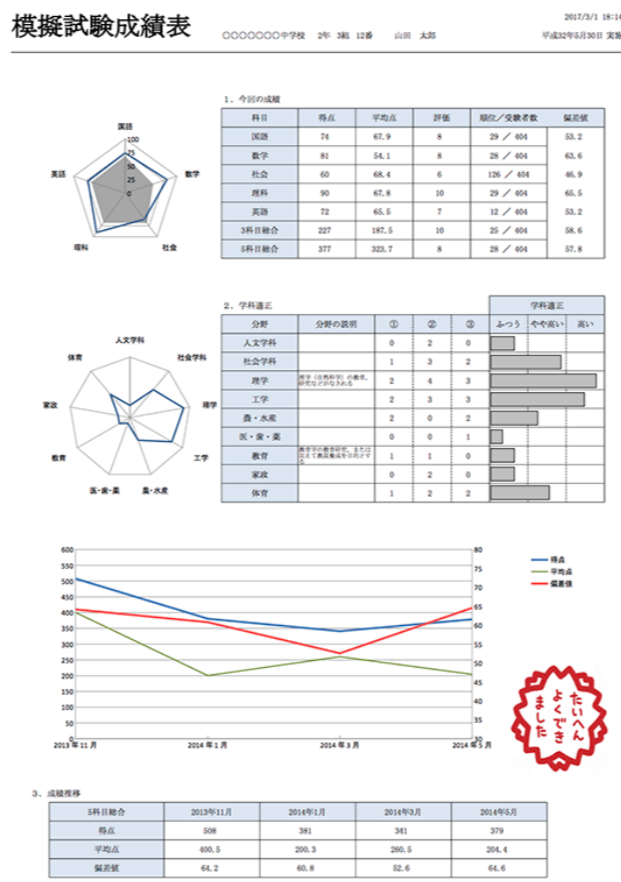 模擬試験成績表
○○○○○○○中学校 2年 3組 12番 山田 太郎
2017/3/1 18:14
平成32年5月30日 実施
1．今回の成績
科目 得点 平均点 評価 順位／受験者数 偏差値
国語 74 67.9 8 29 ／ 404 53.2
数学 81 54.1 8 28 ／ 404 63.6
社会 60 68.4 6 126 ／ 404 46.9
理科 90 67.8 10 29 ／ 404 65.5
英語 72 65.5 7 12 ／ 404 53.2
3科目総合 227 187.5 10 25 ／ 404 58.6
5科目総合 377 323.7 8 28 ／ 404 57.8
国語
100
75
50
25
0
英語
数学
理科
社会
2．学科適正
学科適正
分野 分野の説明 ① ② ③ ふつう やや高い 高い
人文学科 0 2 0
社会学科 1 3 2
理学 理学（自然科学）の教育、研究などがなされる 2 4 3
工学 2 3 3
農・水産 2 0 2
医・歯・薬 0 0 1
教育 1 1 0
家政 0 2 0
体育 1 2 2
人文学科
体育
社会学科
家政
理学
教育
工学
医・歯・薬
農・水産
600
550
500
450
400
350
300
250
200
150
100
50
0
80
75
70
65
60
55
50
45
40
35
30
2013年11月
2014年1月
2014年3月
2014年5月
得点
平均点
偏差値
たいへん
よくでき
ました
3．成績推移
5科目総合 2013年11月 2014年1月 2014年3月 2014年5月
得点 508 381 341 379
平均点 400.5 200.3 260.5 204.4
偏差値 64.2 60.8 52.6 64.6